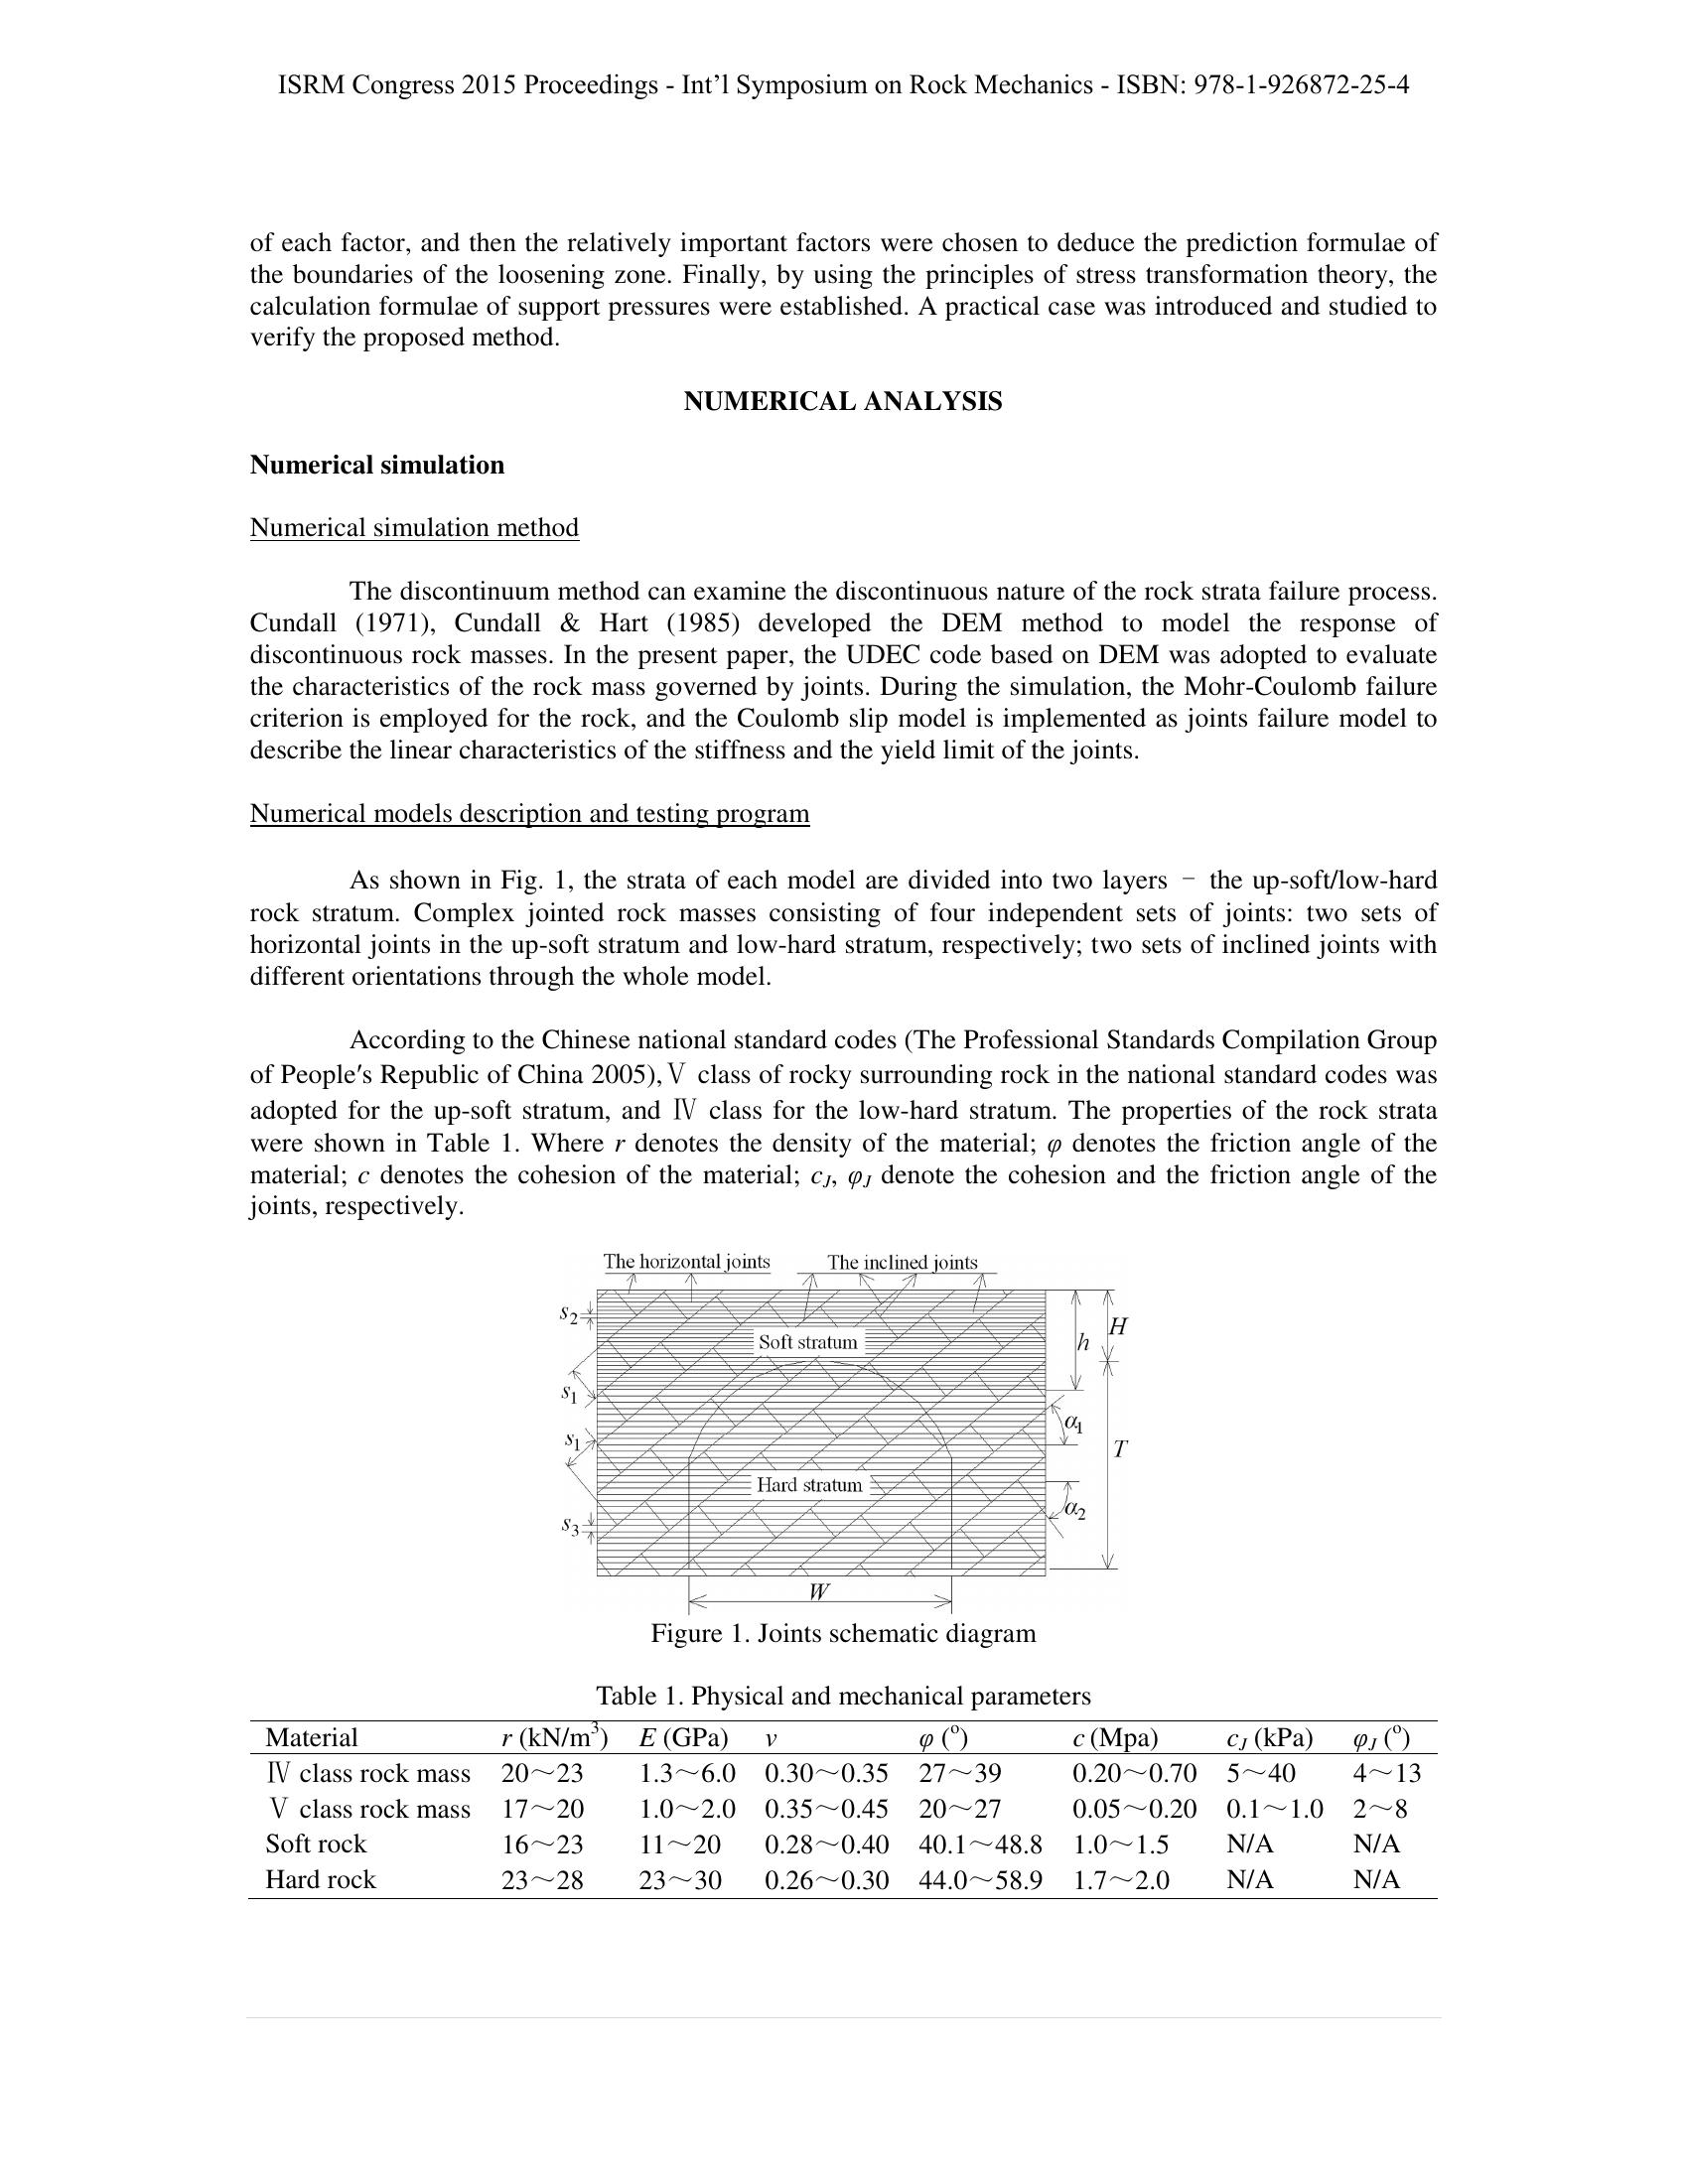 ISRM Congress 2015 Proceedings - Int'l Symposium on Rock Mechanics - ISBN: 978-1-926872-25-4
of each factor, and then the relatively important factors were chosen to deduce the prediction formulae of
the boundaries of the loosening zone. Finally, by using the principles of stress transformation theory, the
calculation formulae of support pressures were established. A practical case was introduced and studied to
verify the proposed method.
NUMERICAL ANALYSIS
Numerical simulation
Numerical simulation method
The discontinuum method can examine the discontinuous nature of the rock strata failure process.
Cundall (1971), Cundall & Hart (1985) developed the DEM method to model the response of
discontinuous rock masses. In the present paper, the UDEC code based on DEM was adopted to evaluate
the characteristics of the rock mass governed by joints. During the simulation, the Mohr-Coulomb failure
criterion is employed for the rock, and the Coulomb slip model is implemented as joints failure model to
describe the linear characteristics of the stiffness and the yield limit of the joints.
Numerical models description and testing program
As shown in Fig. 1, the strata of each model are divided into two layers − the up-soft/low-hard
rock stratum. Complex jointed rock masses consisting of four independent sets of joints: two sets of
horizontal joints in the up-soft stratum and low-hard stratum, respectively; two sets of inclined joints with
different orientations through the whole model.
According to the Chinese national standard codes (The Professional Standards Compilation Group
of People′s Republic of China 2005), Ⅴ class of rocky surrounding rock in the national standard codes was
adopted for the up-soft stratum, and Ⅳ class for the low-hard stratum. The properties of the rock strata
were shown in Table 1. Where r denotes the density of the material; φ denotes the friction angle of the
material; c denotes the cohesion of the material; cJ, φJ denote the cohesion and the friction angle of the
joints, respectively.
The horizontal joints The inclined joints
s2
H
Soft stratum
h
s1
α1
s1
T
Hard stratum
α2
s3
W
Figure 1. Joints schematic diagram
Table 1. Physical and mechanical parameters
Material r (kN/m³) E (GPa) v φ (º) c (Mpa) cJ (kPa) φJ (º)
Ⅳ class rock mass 20～23 1.3～6.0 0.30～0.35 27～39 0.20～0.70 5～40 4～13
Ⅴ class rock mass 17～20 1.0～2.0 0.35～0.45 20～27 0.05～0.20 0.1～1.0 2～8
Soft rock 16～23 11～20 0.28～0.40 40.1～48.8 1.0～1.5 N/A N/A
Hard rock 23～28 23～30 0.26～0.30 44.0～58.9 1.7～2.0 N/A N/A